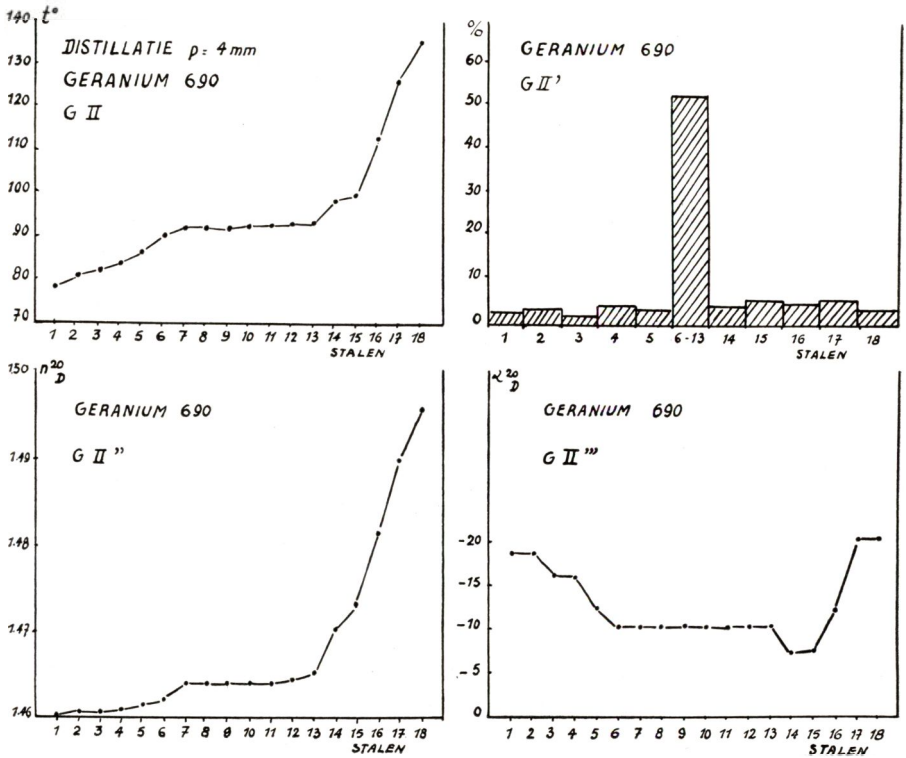 140 t°
130
120
110
100
90
80
70
DISTILLATIE p = 4 mm
GERANIUM 690
G II
1 2 3 4 5 6 7 8 9 10 11 12 13 14 15 16 17 18
STALEN
%
60
50
40
30
20
10
0
GERANIUM 690
G II'
1 2 3 4 5 6-13 14 15 16 17 18
STALEN
1.50 n20D
1.49
1.48
1.47
1.46
GERANIUM 690
G II"
1 2 3 4 5 6 7 8 9 10 11 12 13 14 15 16 17 18
STALEN
α20D
-20
-15
-10
-5
0
GERANIUM 690
G II'''
1 2 3 4 5 6 7 8 9 10 11 12 13 14 15 16 17 18
STALEN